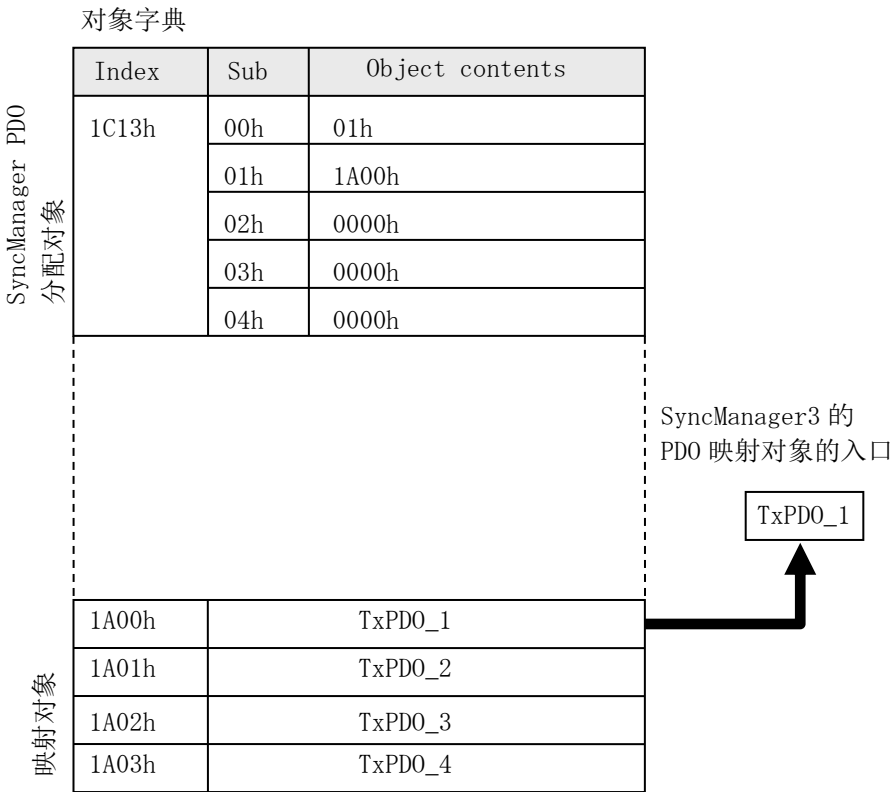 对象字典
Index Sub Object contents
SyncManager PDO
分配对象
1C13h 00h 01h
01h 1A00h
02h 0000h
03h 0000h
04h 0000h
SyncManager3 的
PDO 映射对象的入口
TxPDO_1
映射对象
1A00h TxPDO_1
1A01h TxPDO_2
1A02h TxPDO_3
1A03h TxPDO_4